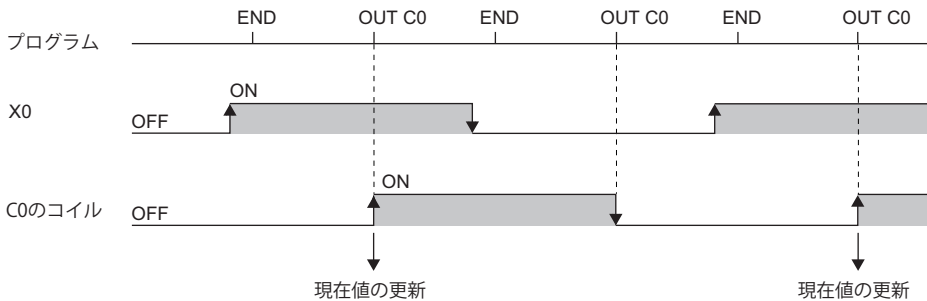 END OUT C0 END OUT C0 END OUT C0
プログラム
ON
X0
OFF
ON
C0のコイル
OFF
現在値の更新 現在値の更新